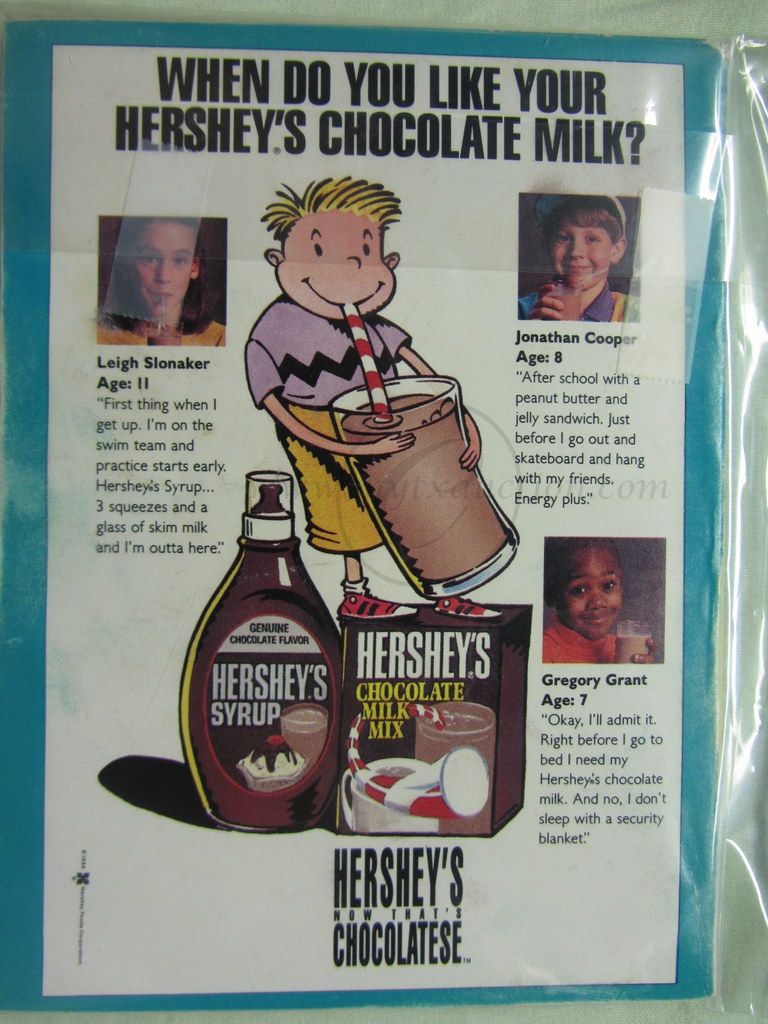 WHEN DO YOU LIKE YOUR
HERSHEY'S® CHOCOLATE MILK?
Leigh Slonaker
Age: 11
"First thing when I
get up. I'm on the
swim team and
practice starts early.
Hershey's Syrup...
3 squeezes and a
glass of skim milk
and I'm outta here."
Jonathan Cooper
Age: 8
"After school with a
peanut butter and
jelly sandwich. Just
before I go out and
skateboard and hang
with my friends.
Energy plus."
Gregory Grant
Age: 7
"Okay, I'll admit it.
Right before I go to
bed I need my
Hershey's chocolate
milk. And no, I don't
sleep with a security
blanket."
GENUINE
CHOCOLATE FLAVOR
HERSHEY'S
SYRUP
HERSHEY'S®
CHOCOLATE
MILK
MIX
HERSHEY'S
NOW THAT'S
CHOCOLATESE™
Hershey Foods Corporation